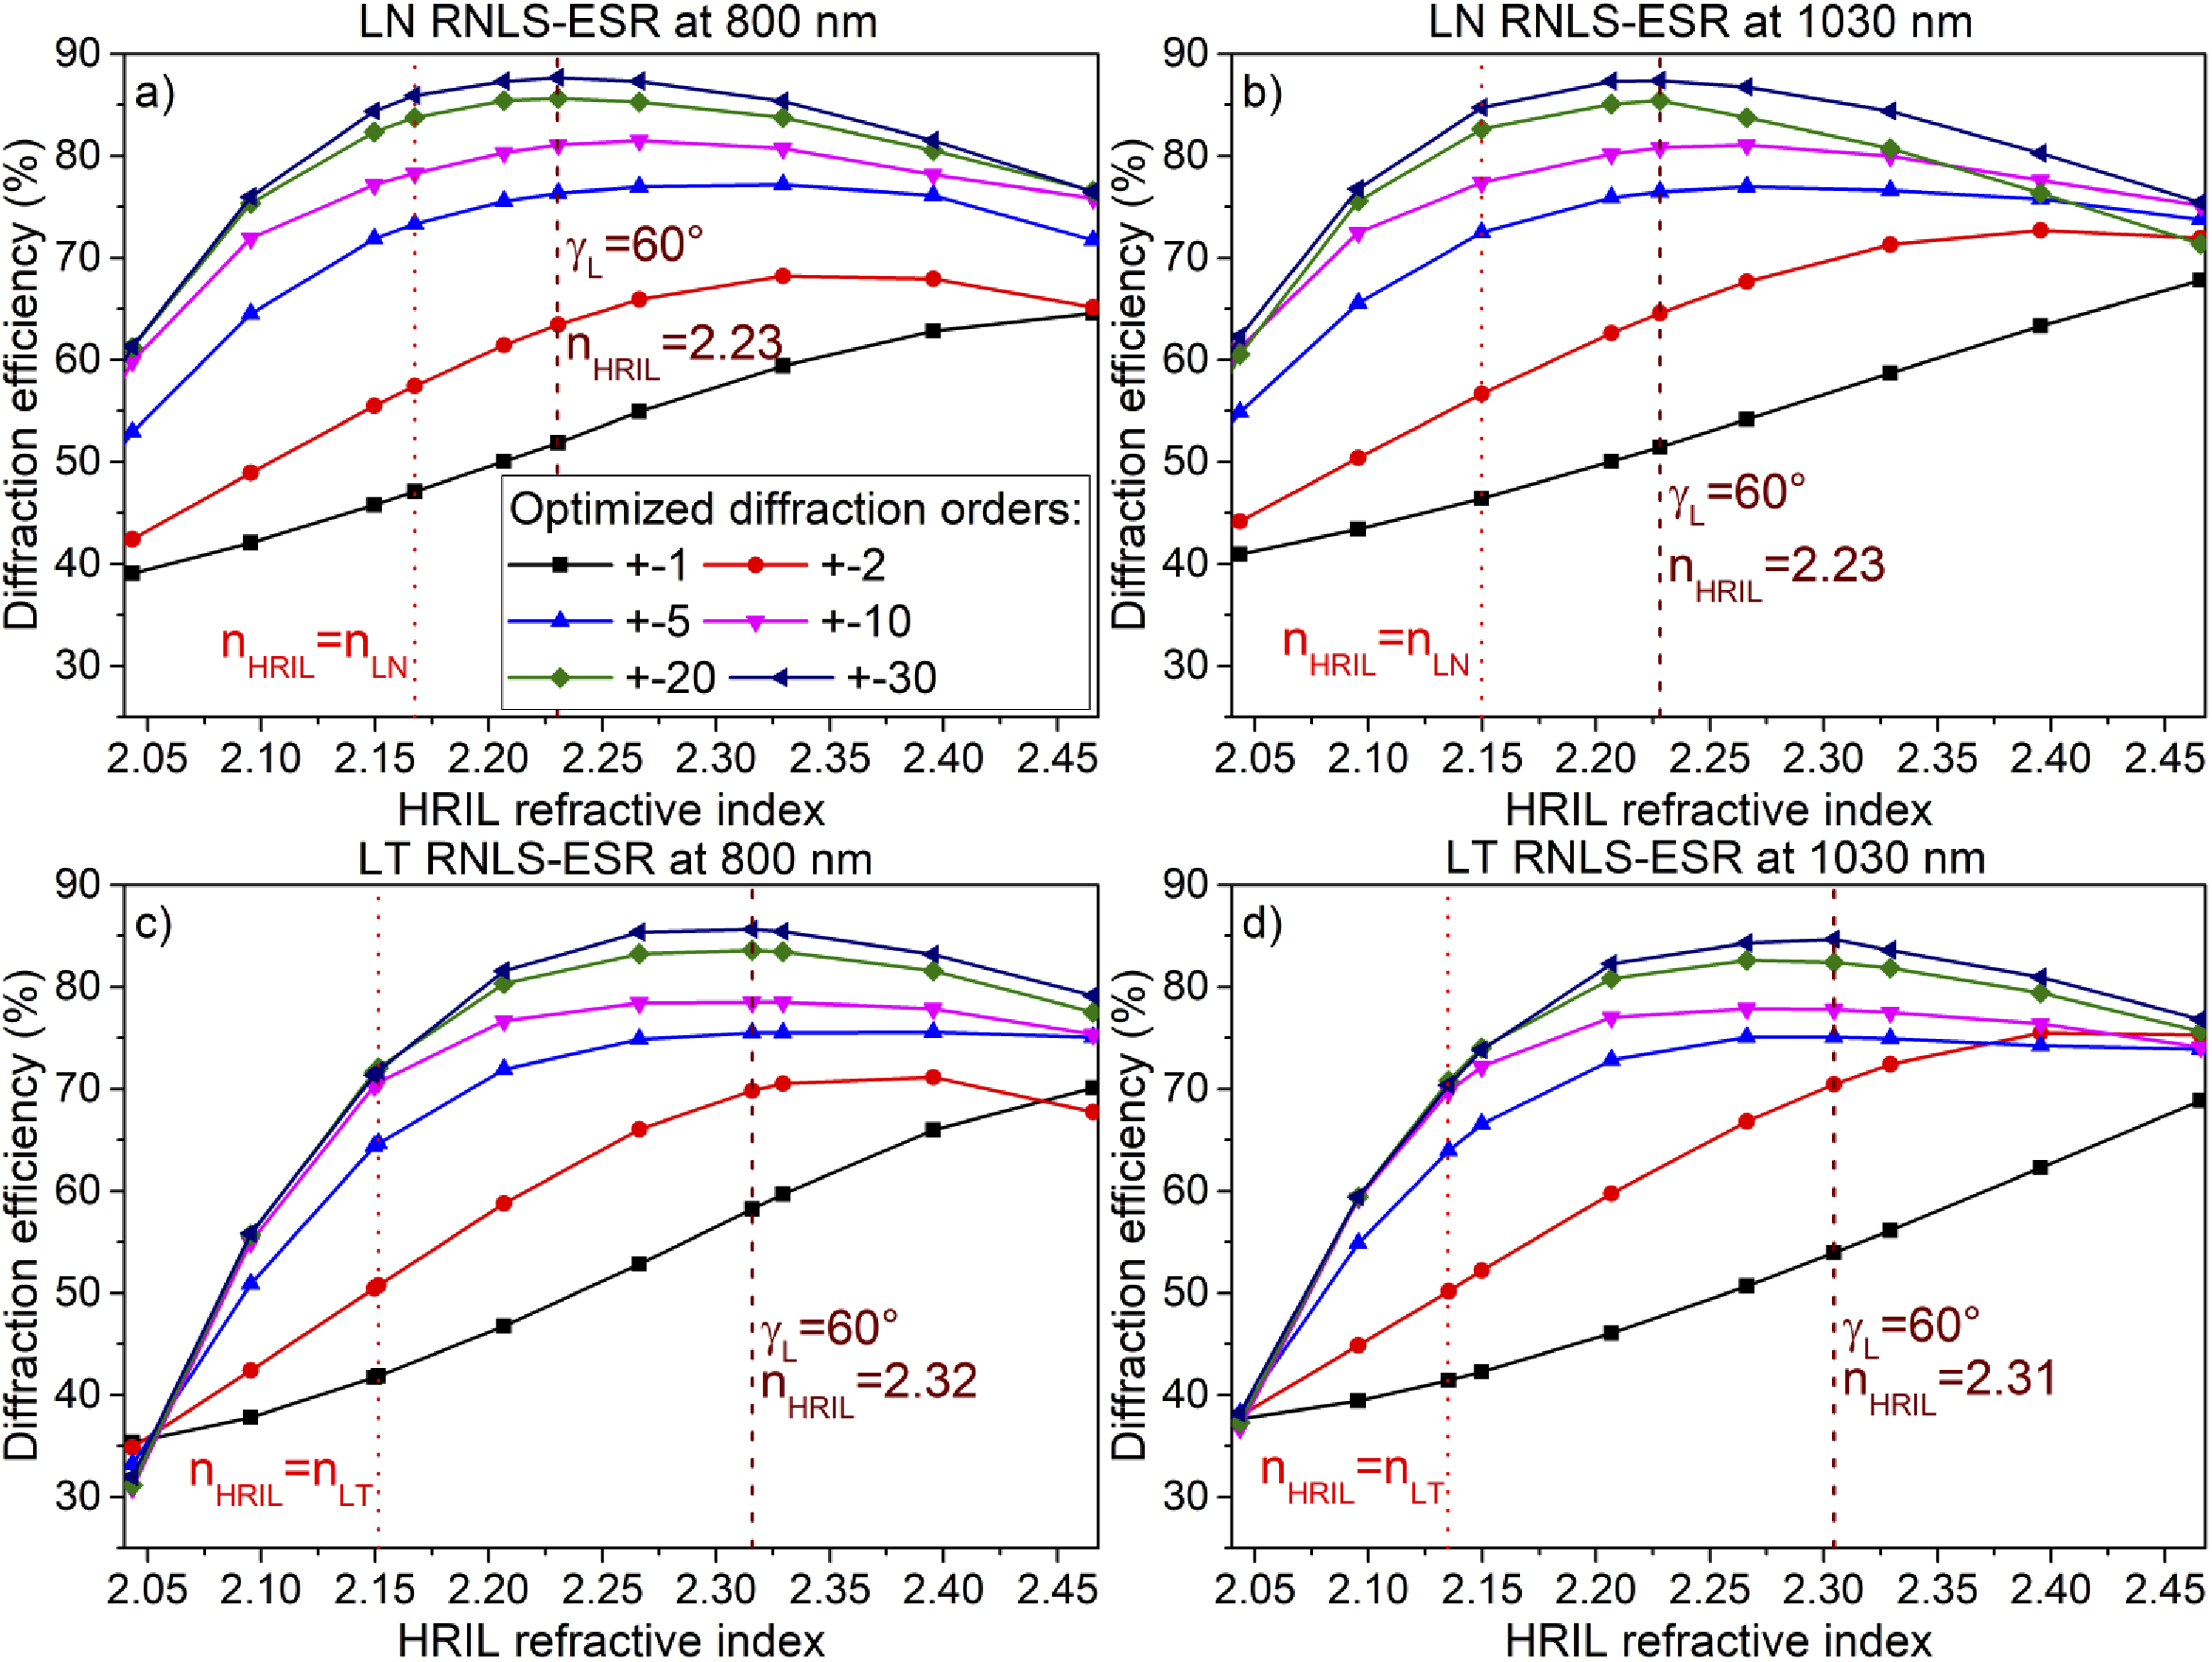 LN RNLS-ESR at 800 nm
a)
Diffraction efficiency (%)
90
80
70
60
50
40
30
γL=60°
nHRIL=2.23
nHRIL=nLN
Optimized diffraction orders:
+-1 +-2
+-5 +-10
+-20 +-30
2.05 2.10 2.15 2.20 2.25 2.30 2.35 2.40 2.45
HRIL refractive index
LN RNLS-ESR at 1030 nm
b)
Diffraction efficiency (%)
90
80
70
60
50
40
30
γL=60°
nHRIL=2.23
nHRIL=nLN
2.05 2.10 2.15 2.20 2.25 2.30 2.35 2.40 2.45
HRIL refractive index
LT RNLS-ESR at 800 nm
c)
Diffraction efficiency (%)
90
80
70
60
50
40
30
γL=60°
nHRIL=2.32
nHRIL=nLT
2.05 2.10 2.15 2.20 2.25 2.30 2.35 2.40 2.45
HRIL refractive index
LT RNLS-ESR at 1030 nm
d)
Diffraction efficiency (%)
90
80
70
60
50
40
30
γL=60°
nHRIL=2.31
nHRIL=nLT
2.05 2.10 2.15 2.20 2.25 2.30 2.35 2.40 2.45
HRIL refractive index